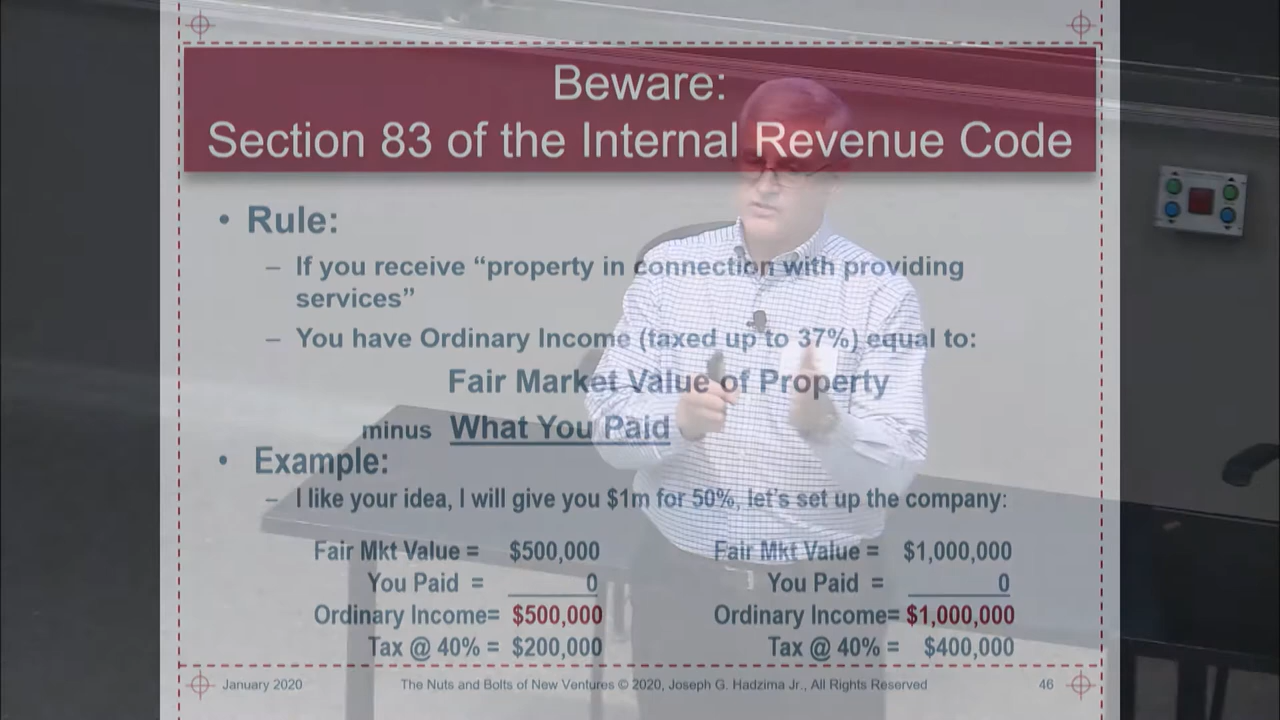 Beware:
Section 83 of the Internal Revenue Code
• Rule:
– If you receive “property in connection with providing
services”
– You have Ordinary Income (taxed up to 37%) equal to:
Fair Market Value of Property
minus What You Paid
• Example:
– I like your idea, I will give you $1m for 50%, let’s set up the company:
Fair Mkt Value = $500,000 Fair Mkt Value = $1,000,000
You Paid = 0 You Paid = 0
Ordinary Income= $500,000 Ordinary Income= $1,000,000
Tax @ 40% = $200,000 Tax @ 40% = $400,000
January 2020 The Nuts and Bolts of New Ventures © 2020, Joseph G. Hadzima Jr., All Rights Reserved 46